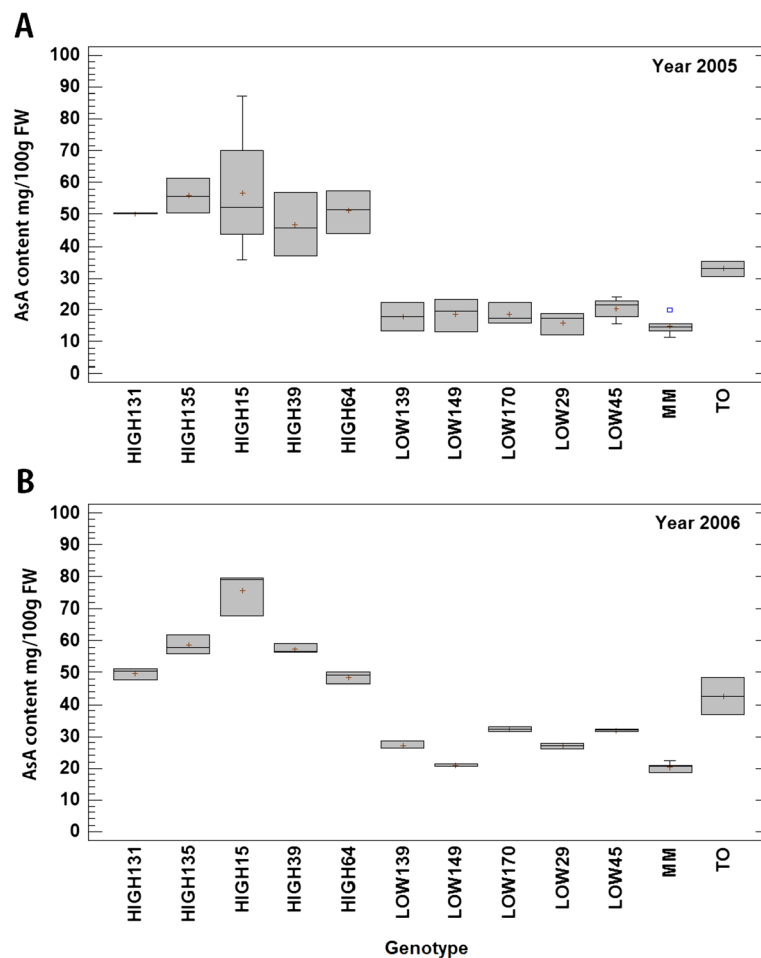 A
Year 2005
AsA content mg/100g FW
100
90
80
70
60
50
40
30
20
10
0
HIGH131
HIGH135
HIGH15
HIGH39
HIGH64
LOW139
LOW149
LOW170
LOW29
LOW45
MM
TO
B
Year 2006
AsA content mg/100g FW
100
90
80
70
60
50
40
30
20
10
0
HIGH131
HIGH135
HIGH15
HIGH39
HIGH64
LOW139
LOW149
LOW170
LOW29
LOW45
MM
TO
Genotype